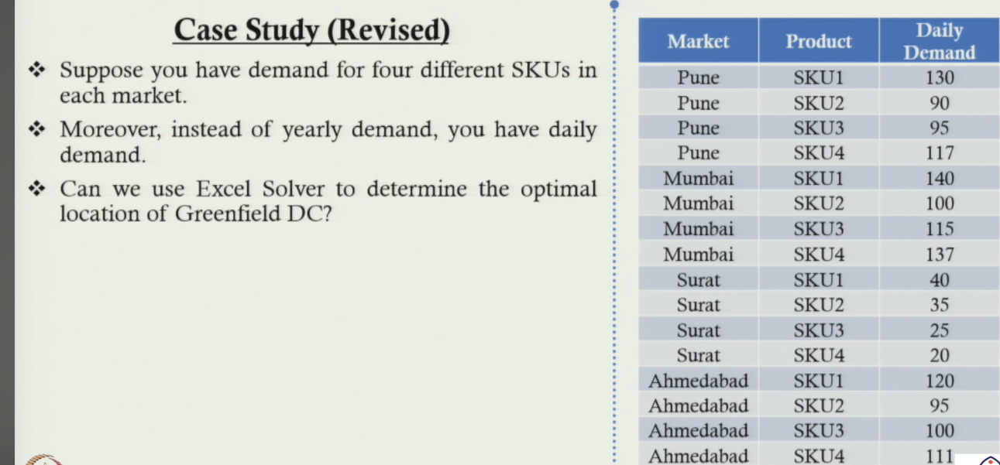 Case Study (Revised)
❖ Suppose you have demand for four different SKUs in
each market.
❖ Moreover, instead of yearly demand, you have daily
demand.
❖ Can we use Excel Solver to determine the optimal
location of Greenfield DC?
Market Product Daily Demand
Pune SKU1 130
Pune SKU2 90
Pune SKU3 95
Pune SKU4 117
Mumbai SKU1 140
Mumbai SKU2 100
Mumbai SKU3 115
Mumbai SKU4 137
Surat SKU1 40
Surat SKU2 35
Surat SKU3 25
Surat SKU4 20
Ahmedabad SKU1 120
Ahmedabad SKU2 95
Ahmedabad SKU3 100
Ahmedabad SKU4 111